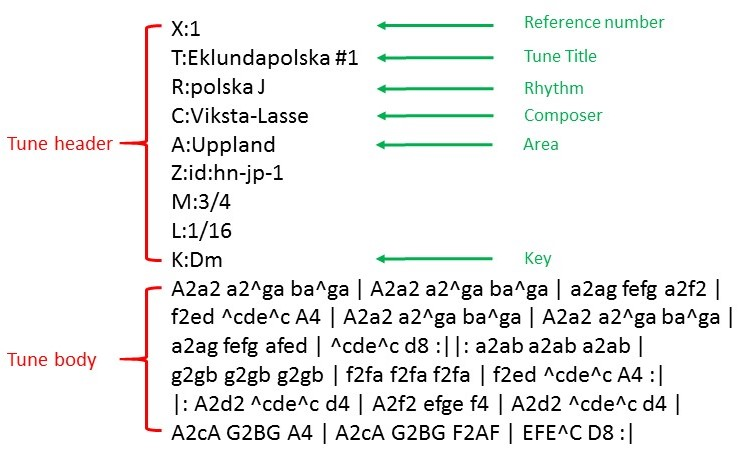 X:1
Reference number
T:Eklundapolska #1
Tune Title
R:polska J
Rhythm
C:Viksta-Lasse
Composer
Tune header
A:Uppland
Area
Z:id:hn-jp-1
M:3/4
L:1/16
K:Dm
Key
A2a2 a2^ga ba^ga | A2a2 a2^ga ba^ga | a2ag fefg a2f2 |
f2ed ^cde^c A4 | A2a2 a2^ga ba^ga | A2a2 a2^ga ba^ga |
Tune body
a2ag fefg afed | ^cde^c d8 :||: a2ab a2ab a2ab |
g2gb g2gb g2gb | f2fa f2fa f2fa | f2ed ^cde^c A4 :|
|: A2d2 ^cde^c d4 | A2f2 efge f4 | A2d2 ^cde^c d4 |
A2cA G2BG A4 | A2cA G2BG F2AF | EFE^C D8 :|